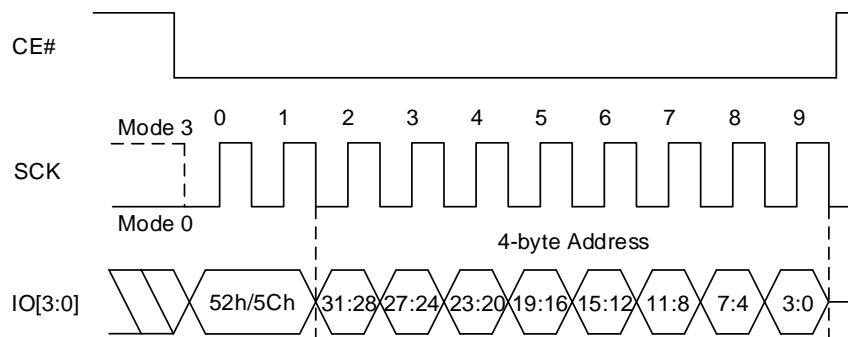 CE#
0 1 2 3 4 5 6 7 8 9
Mode 3
SCK
Mode 0
4-byte Address
IO[3:0] 52h/5Ch 31:28 27:24 23:20 19:16 15:12 11:8 7:4 3:0